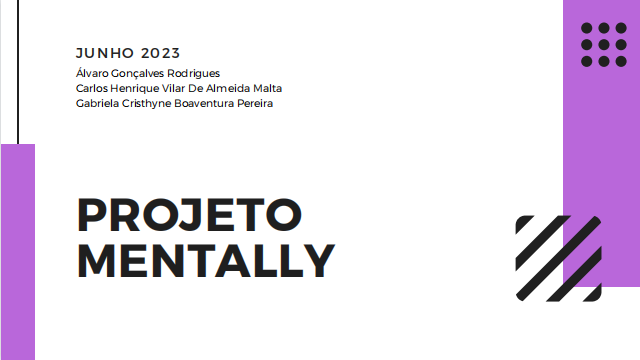 JUNHO 2023
Álvaro Gonçalves Rodrigues
Carlos Henrique Vilar De Almeida Malta
Gabriela Cristhyne Boaventura Pereira
PROJETO
MENTALLY